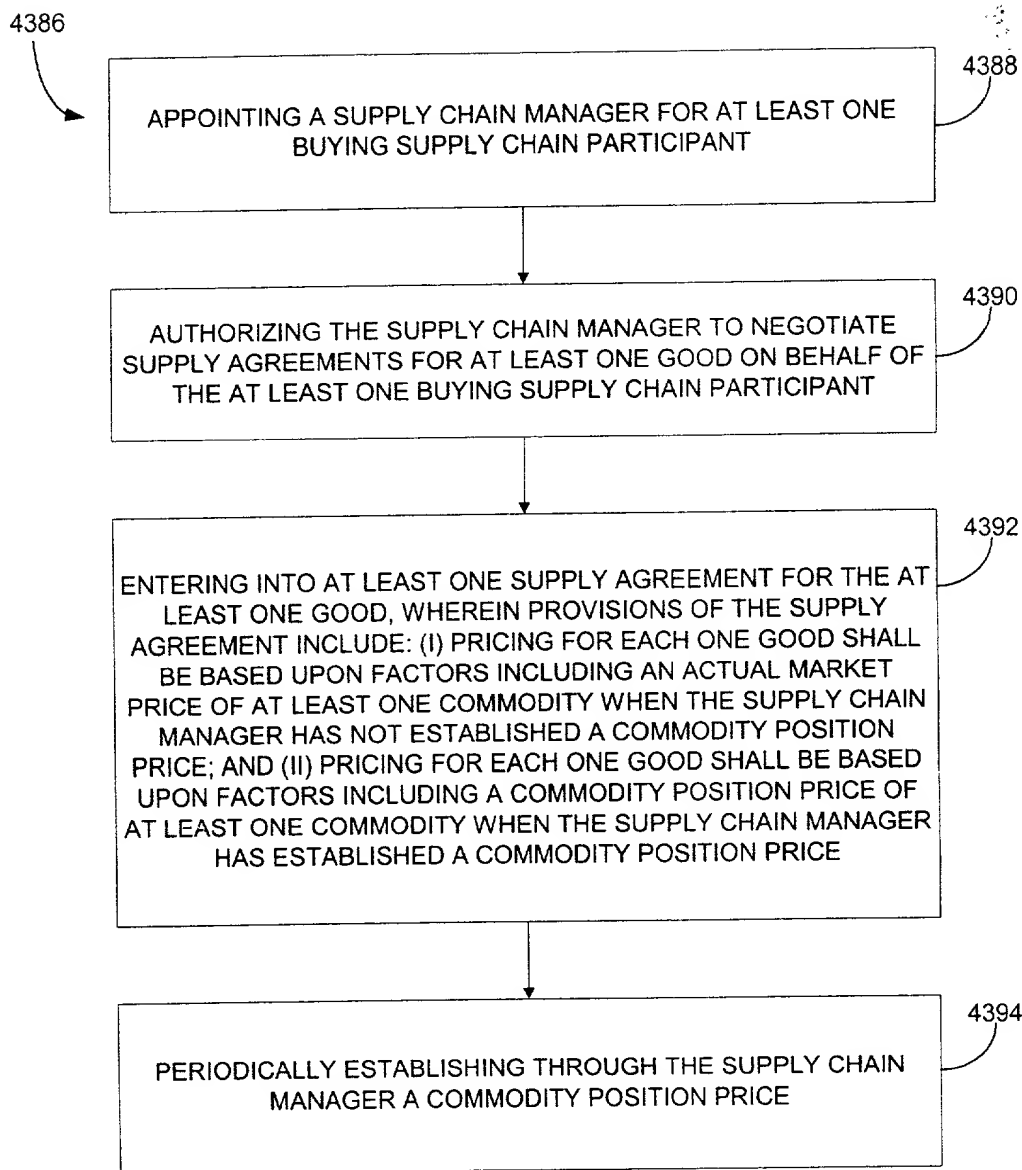 4386
4388
APPOINTING A SUPPLY CHAIN MANAGER FOR AT LEAST ONE
BUYING SUPPLY CHAIN PARTICIPANT
4390
AUTHORIZING THE SUPPLY CHAIN MANAGER TO NEGOTIATE
SUPPLY AGREEMENTS FOR AT LEAST ONE GOOD ON BEHALF OF
THE AT LEAST ONE BUYING SUPPLY CHAIN PARTICIPANT
4392
ENTERING INTO AT LEAST ONE SUPPLY AGREEMENT FOR THE AT
LEAST ONE GOOD, WHEREIN PROVISIONS OF THE SUPPLY
AGREEMENT INCLUDE: (I) PRICING FOR EACH ONE GOOD SHALL
BE BASED UPON FACTORS INCLUDING AN ACTUAL MARKET
PRICE OF AT LEAST ONE COMMODITY WHEN THE SUPPLY CHAIN
MANAGER HAS NOT ESTABLISHED A COMMODITY POSITION
PRICE; AND (II) PRICING FOR EACH ONE GOOD SHALL BE BASED
UPON FACTORS INCLUDING A COMMODITY POSITION PRICE OF
AT LEAST ONE COMMODITY WHEN THE SUPPLY CHAIN MANAGER
HAS ESTABLISHED A COMMODITY POSITION PRICE
4394
PERIODICALLY ESTABLISHING THROUGH THE SUPPLY CHAIN
MANAGER A COMMODITY POSITION PRICE